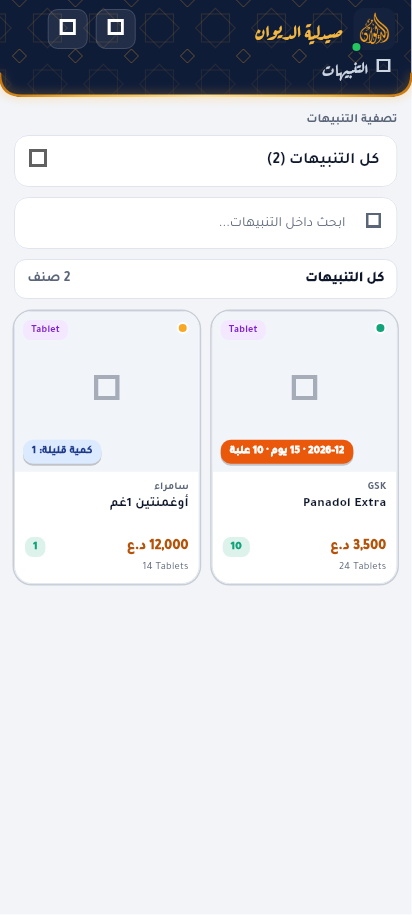 صيدلية الديوان
التنبيهات
تصفية التنبيهات
كل التنبيهات (2)
ابحث داخل التنبيهات...
كل التنبيهات
2 صنف
Tablet
12-2026 · 15 يوم · 10 علبة
GSK
Panadol Extra
3,500 د.ع
10
24 Tablets
Tablet
كمية قليلة: 1
سامراء
أوغمنتين 1غم
12,000 د.ع
1
14 Tablets